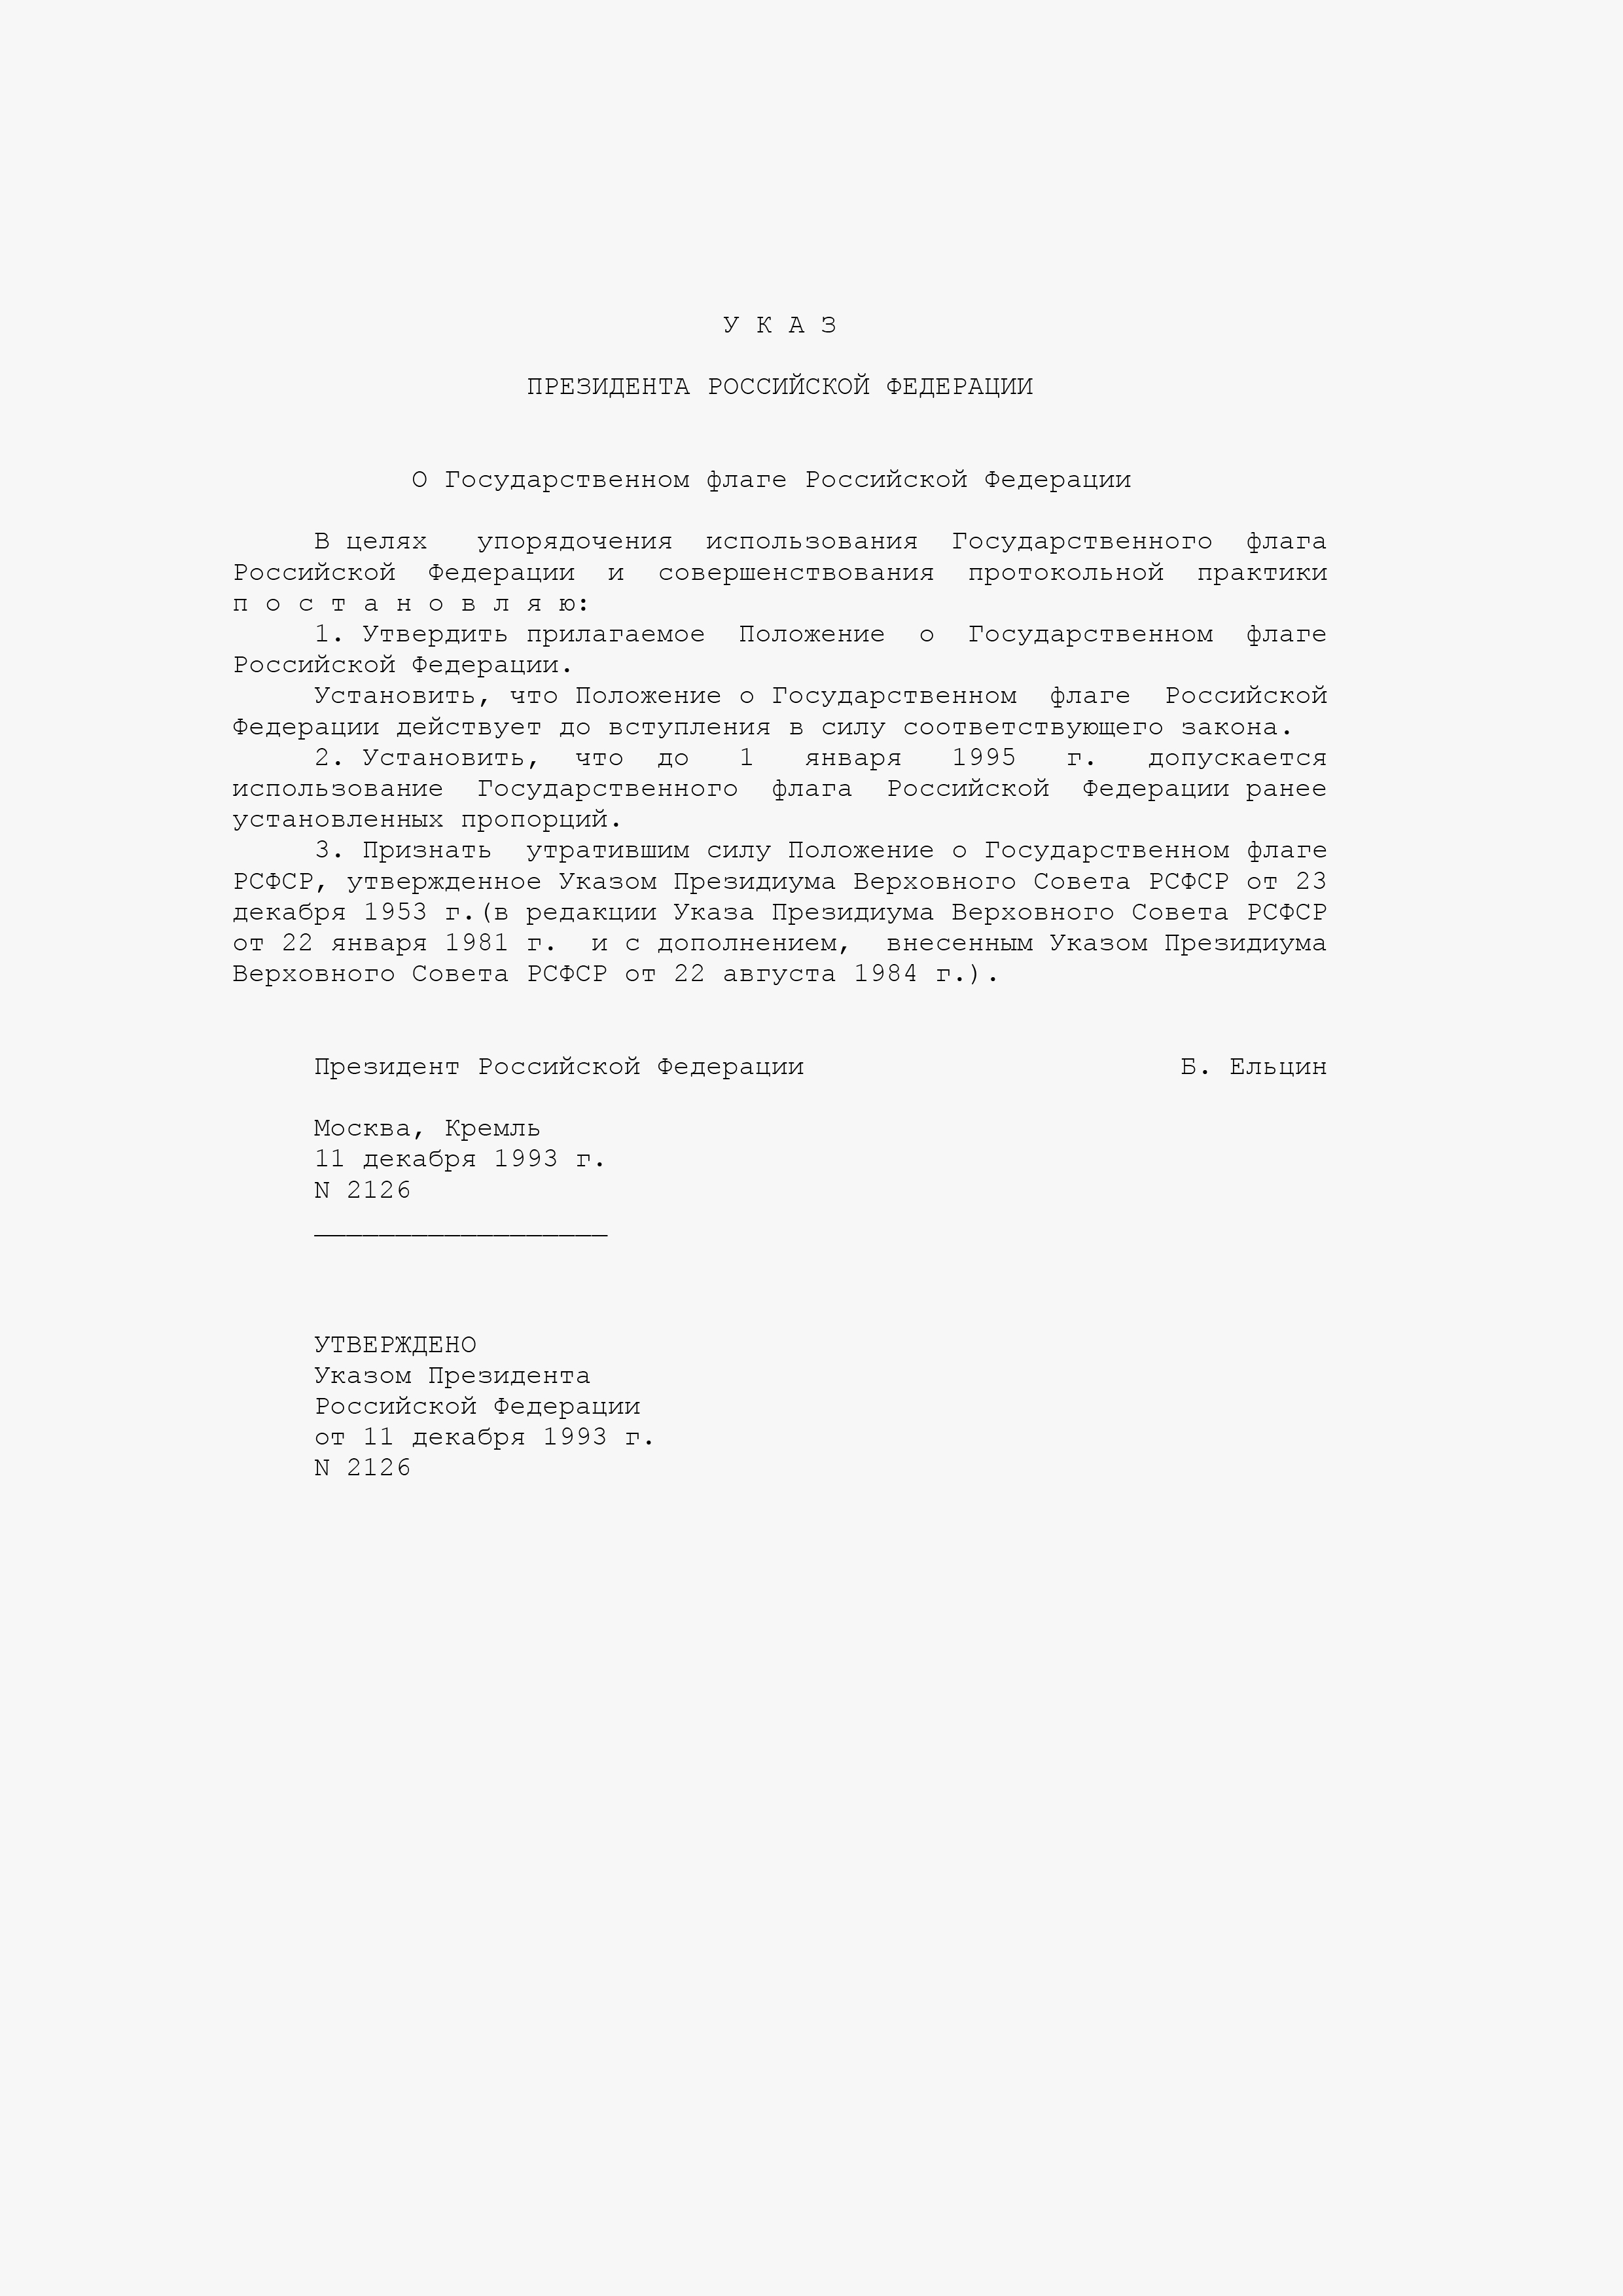 У К А З
ПРЕЗИДЕНТА РОССИЙСКОЙ ФЕДЕРАЦИИ
О Государственном флаге Российской Федерации
В целях упорядочения использования Государственного флага
Российской Федерации и совершенствования протокольной практики
п о с т а н о в л я ю:
1. Утвердить прилагаемое Положение о Государственном флаге
Российской Федерации.
Установить, что Положение о Государственном флаге Российской
Федерации действует до вступления в силу соответствующего закона.
2. Установить, что до 1 января 1995 г. допускается
использование Государственного флага Российской Федерации ранее
установленных пропорций.
3. Признать утратившим силу Положение о Государственном флаге
РСФСР, утвержденное Указом Президиума Верховного Совета РСФСР от 23
декабря 1953 г.(в редакции Указа Президиума Верховного Совета РСФСР
от 22 января 1981 г. и с дополнением, внесенным Указом Президиума
Верховного Совета РСФСР от 22 августа 1984 г.).
Президент Российской Федерации Б. Ельцин
Москва, Кремль
11 декабря 1993 г.
N 2126
__________________
УТВЕРЖДЕНО
Указом Президента
Российской Федерации
от 11 декабря 1993 г.
N 2126